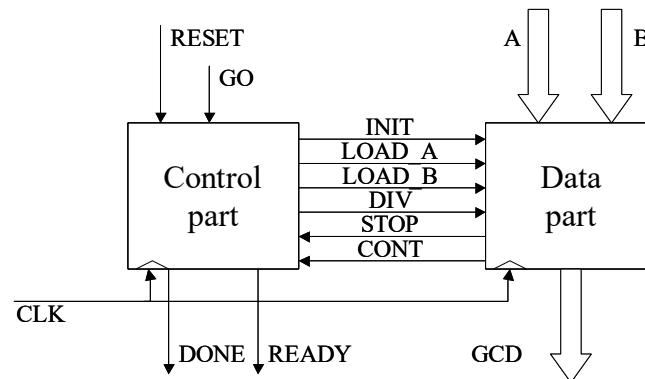 RESET
A
B
GO
INIT
LOAD_A
LOAD_B
DIV
STOP
CONT
Control
part
Data
part
CLK
DONE
READY
GCD